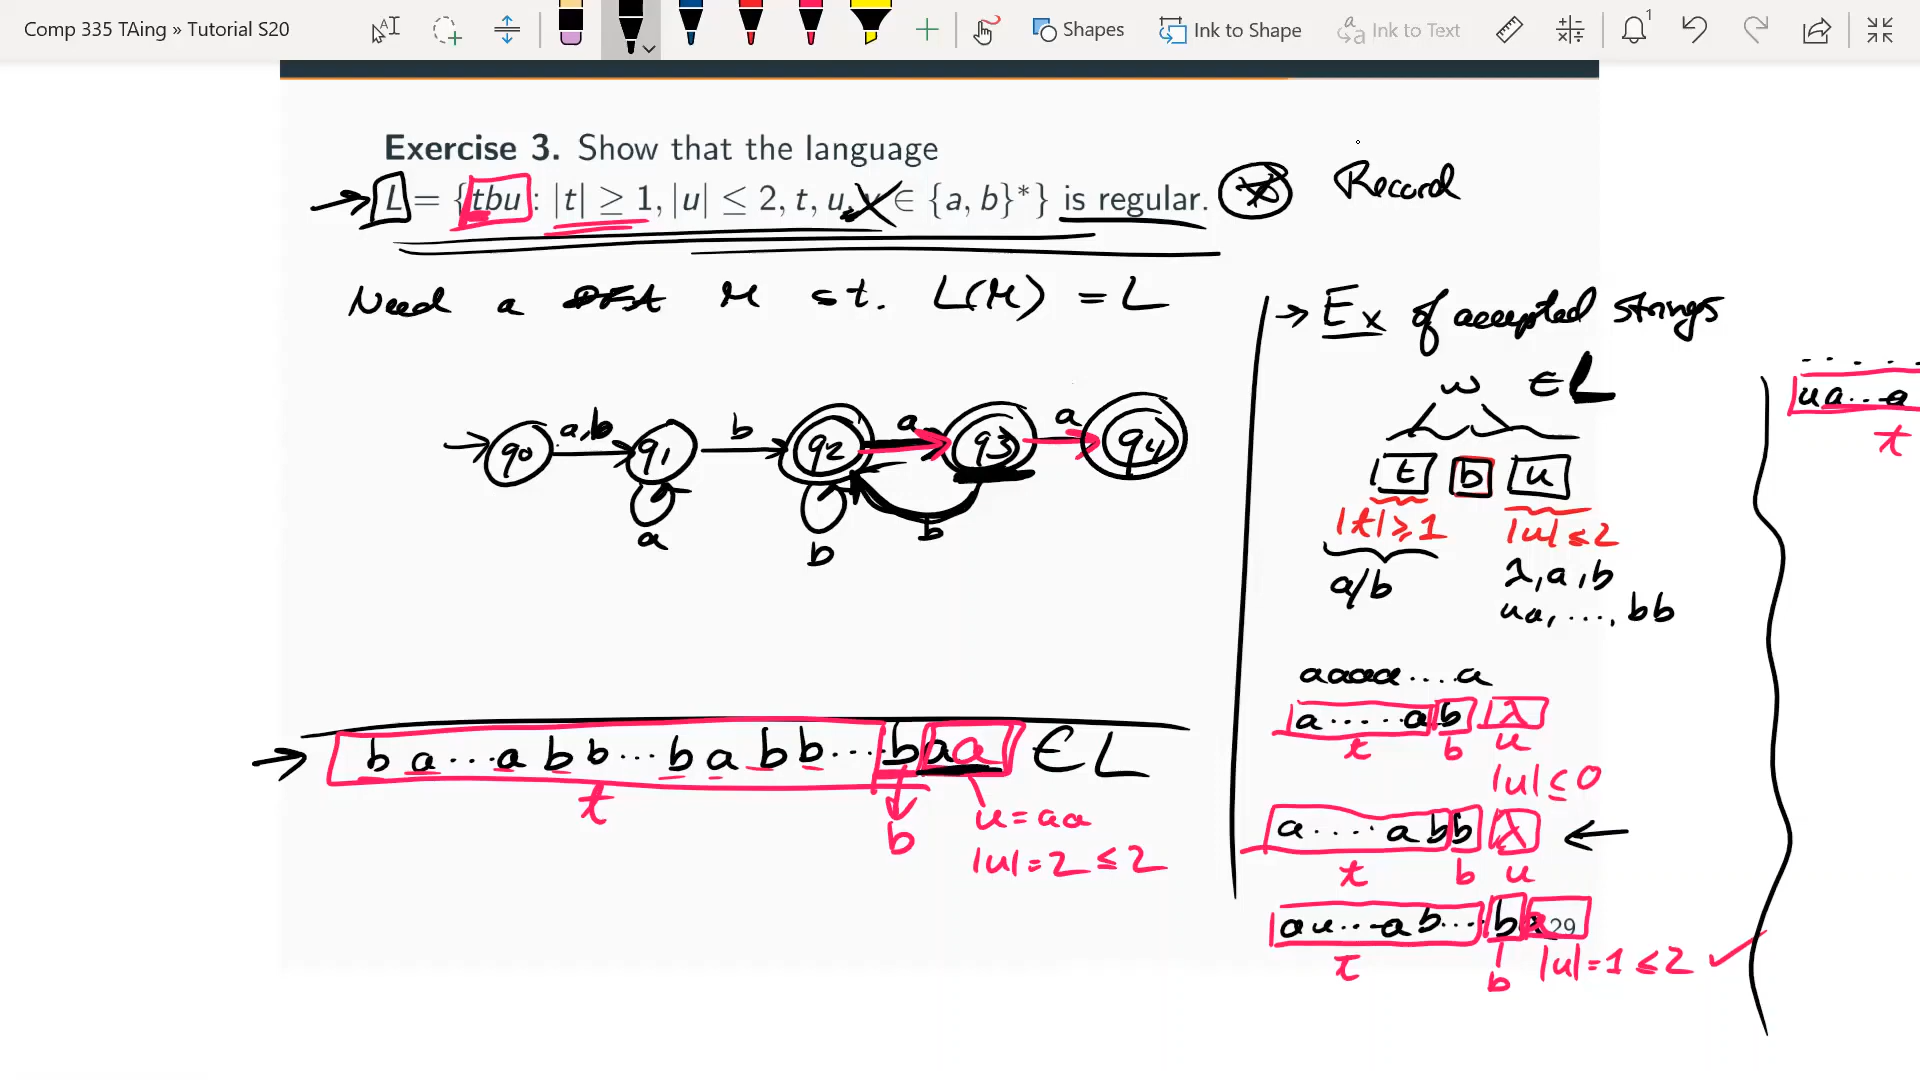 Comp 335 TAing » Tutorial S20
Shapes
Ink to Shape
Ink to Text
1
Exercise 3. Show that the language
L = {tbu : |t| ≥ 1, |u| ≤ 2, t, u, ∈ {a, b}*} is regular.
Record
Need a M st. L(M) = L
→ Ex of accepted strings
w ∈ L
t b u
|t| ≥ 1 |u| ≤ 2
a/b
λ, a, b
ua, ..., bb
q0 a,b q1 b q2 a q3 a q4
a b b
aaaa...a
a.....a b λ
t b u
|u| ≤ 0
a....a b b λ
t b u
au...a b... b a 29
t b |u| = 1 ≤ 2 ✓
b a...a b b...b a b b...b a a ∈ L
t b u = aa
|u| = 2 ≤ 2
ua...a
t